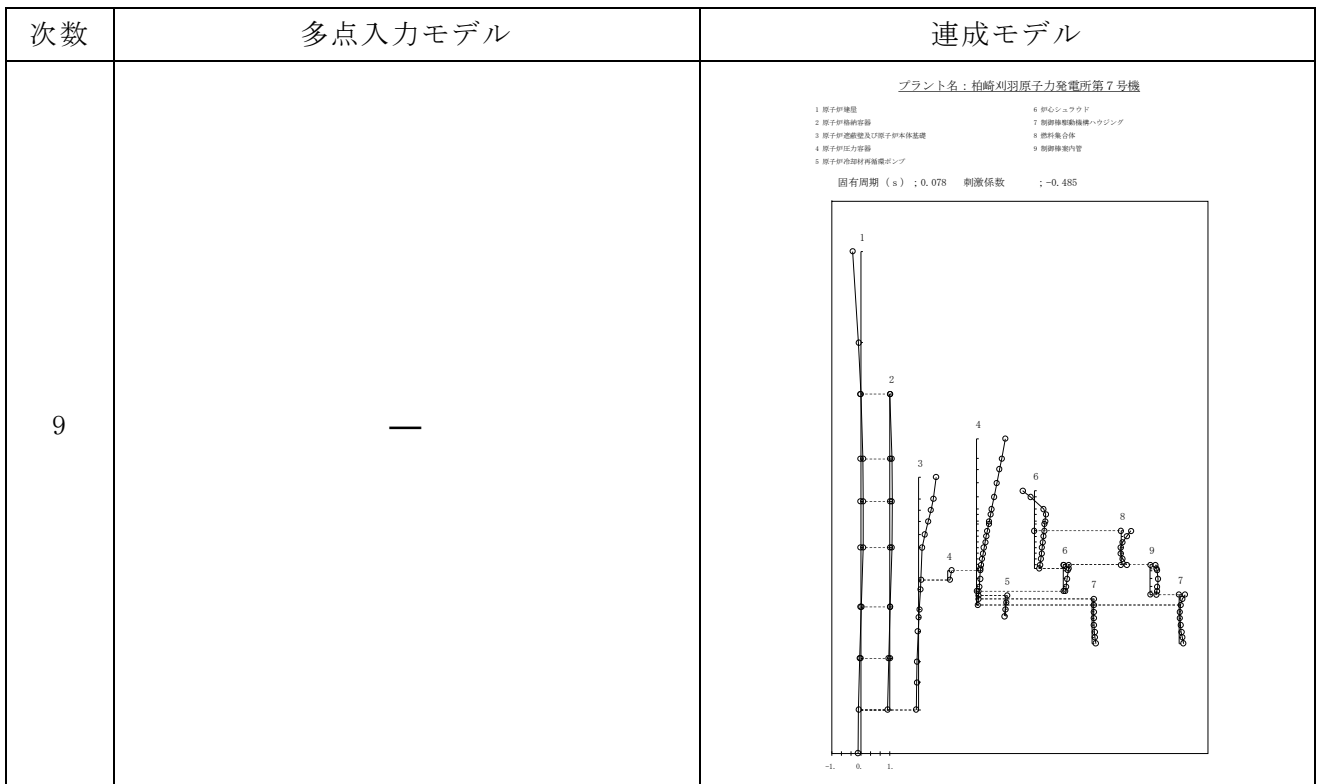 次数 多点入力モデル 連成モデル
プラント名：柏崎刈羽原子力発電所第７号機
1 原子炉建屋 6 炉心シュラウド
2 原子炉格納容器 7 制御棒駆動機構ハウジング
3 原子炉遮蔽壁及び原子炉本体基礎 8 燃料集合体
4 原子炉圧力容器 9 制御棒案内管
5 原子炉冷却材再循環ポンプ
固有周期（s）;0.078 刺激係数 ;-0.485
1
2
4
3
6
8
4 6 9
5 7 7
9 —
-1. 0. 1.